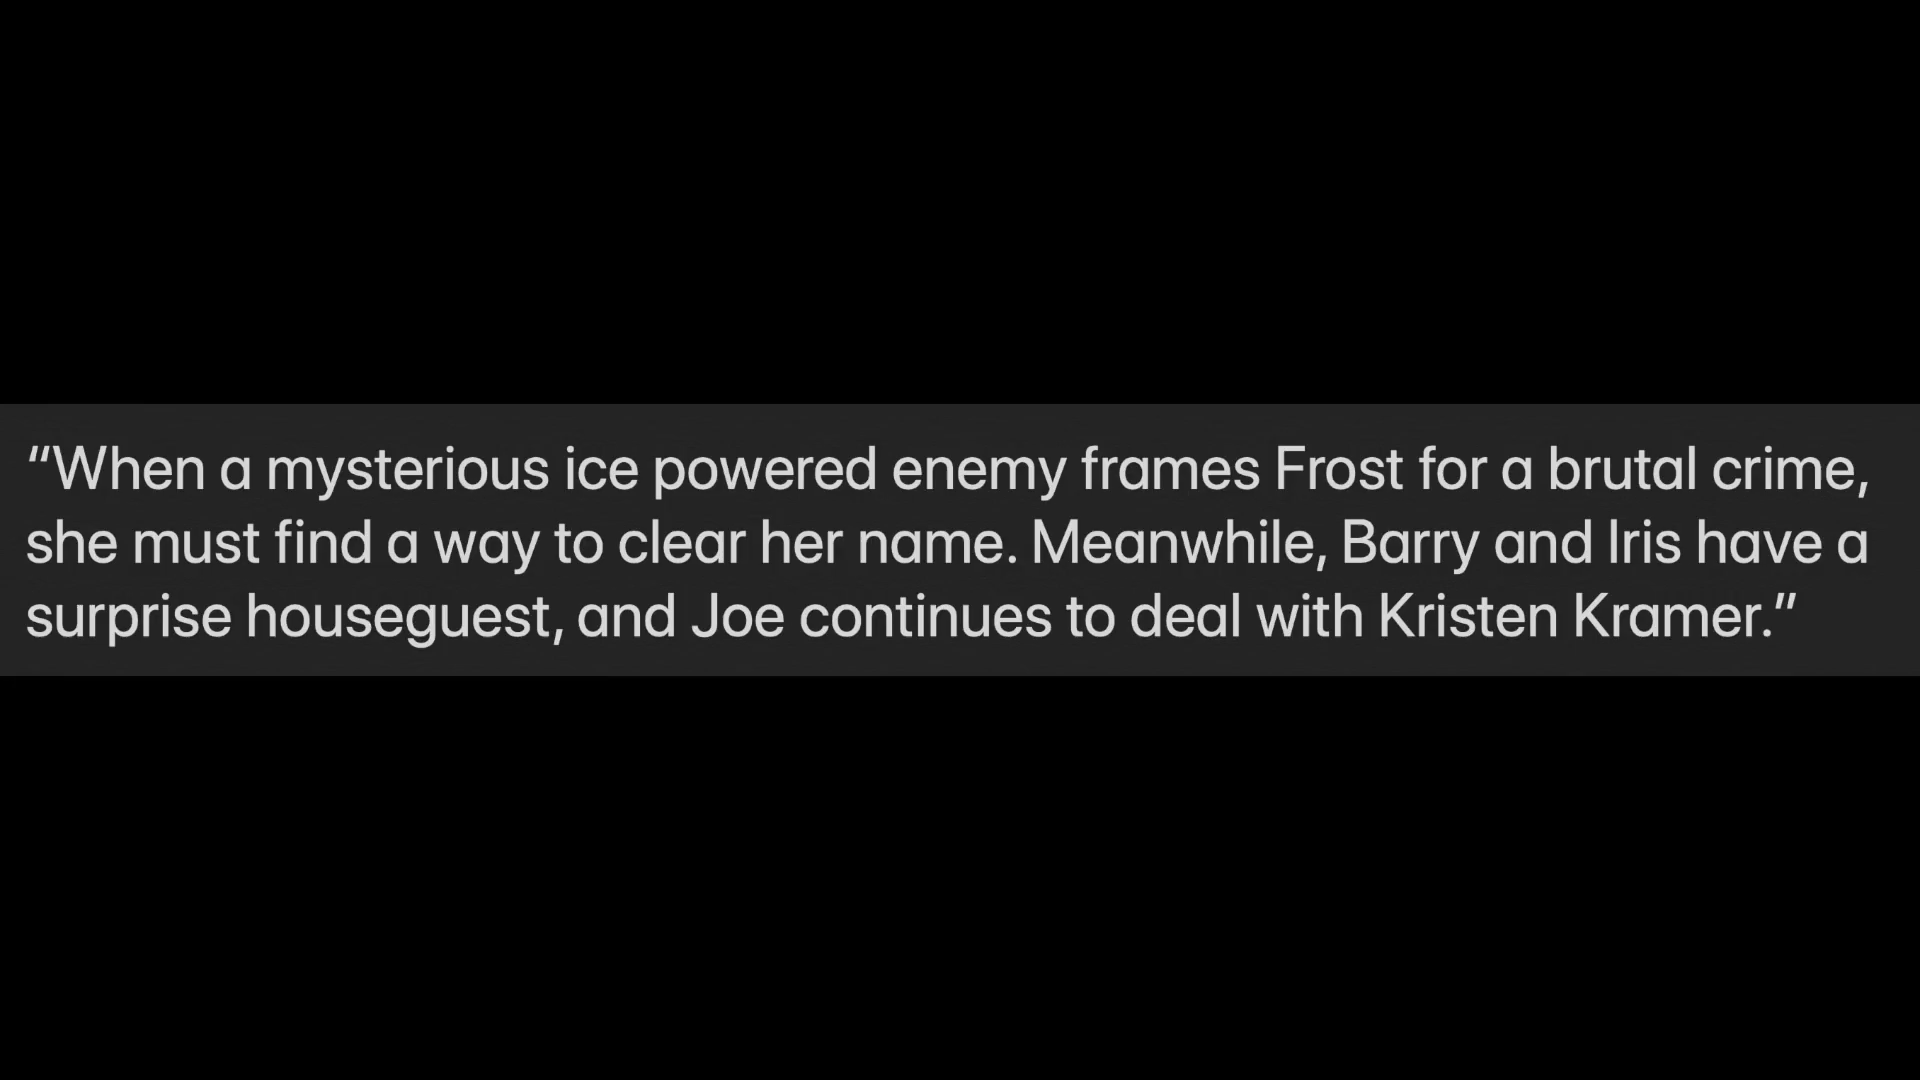 “When a mysterious ice powered enemy frames Frost for a brutal crime,
she must find a way to clear her name. Meanwhile, Barry and Iris have a
surprise houseguest, and Joe continues to deal with Kristen Kramer.”